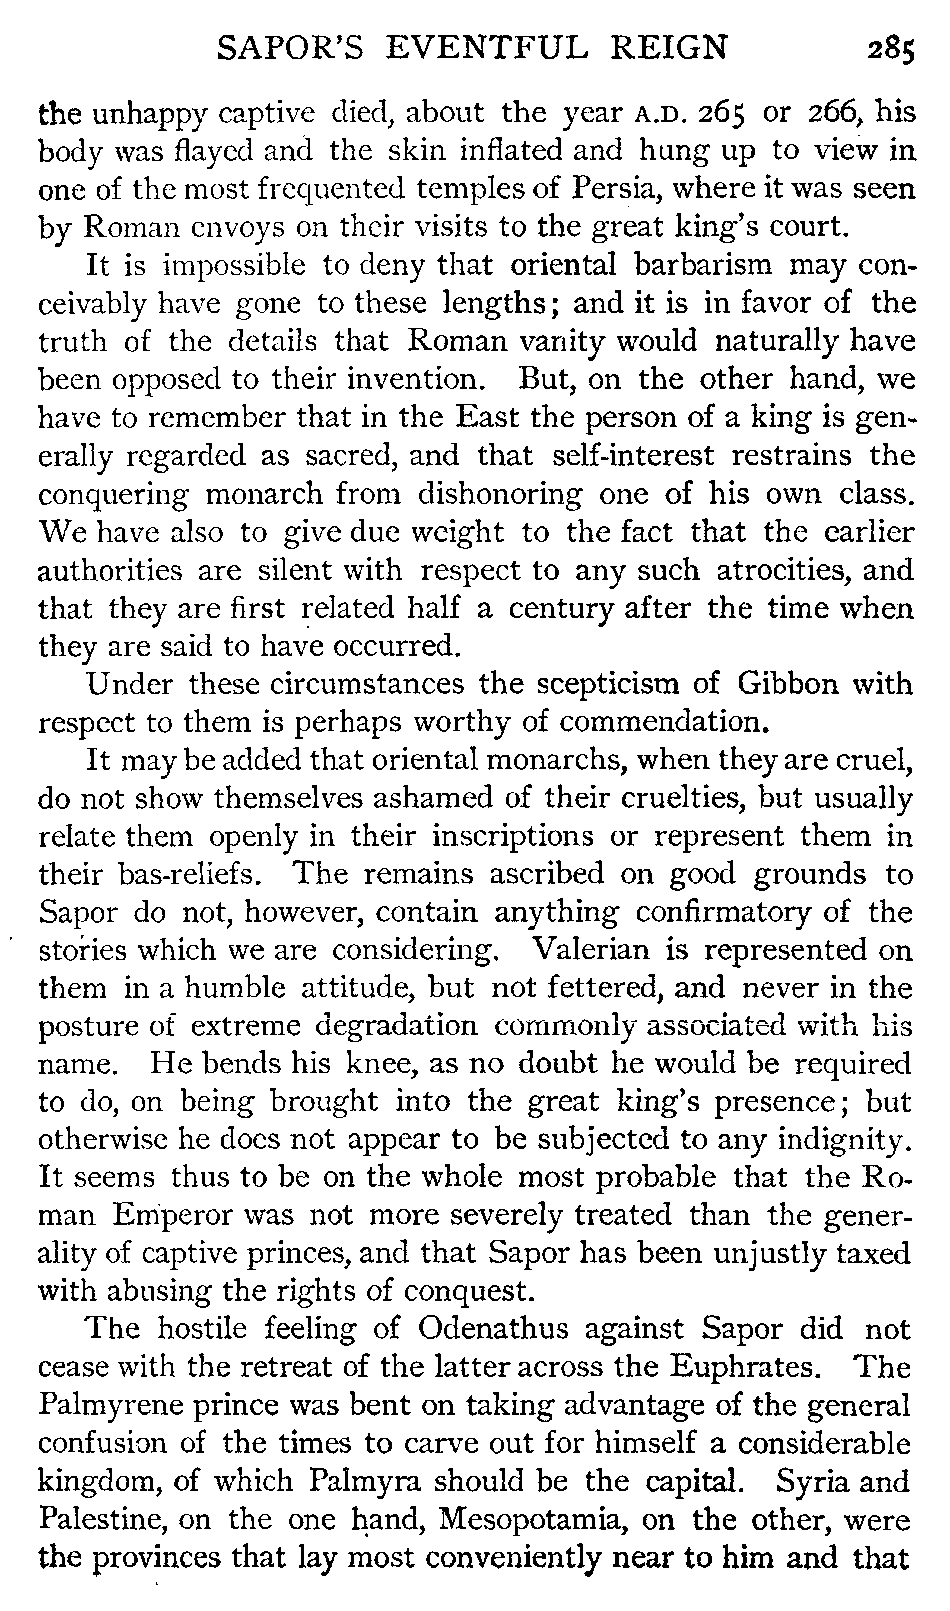 SAPOR'S EVENTFUL REIGN 285
the unhappy captive died, about the year A.D. 265 or 266, his
body was flayed and the skin inflated and hung up to view in
one of the most frequented temples of Persia, where it was seen
by Roman envoys on their visits to the great king's court.
It is impossible to deny that oriental barbarism may con-
ceivably have gone to these lengths; and it is in favor of the
truth of the details that Roman vanity would naturally have
been opposed to their invention. But, on the other hand, we
have to remember that in the East the person of a king is gen-
erally regarded as sacred, and that self-interest restrains the
conquering monarch from dishonoring one of his own class.
We have also to give due weight to the fact that the earlier
authorities are silent with respect to any such atrocities, and
that they are first related half a century after the time when
they are said to have occurred.
Under these circumstances the scepticism of Gibbon with
respect to them is perhaps worthy of commendation.
It may be added that oriental monarchs, when they are cruel,
do not show themselves ashamed of their cruelties, but usually
relate them openly in their inscriptions or represent them in
their bas-reliefs. The remains ascribed on good grounds to
Sapor do not, however, contain anything confirmatory of the
stories which we are considering. Valerian is represented on
them in a humble attitude, but not fettered, and never in the
posture of extreme degradation commonly associated with his
name. He bends his knee, as no doubt he would be required
to do, on being brought into the great king's presence; but
otherwise he does not appear to be subjected to any indignity.
It seems thus to be on the whole most probable that the Ro-
man Emperor was not more severely treated than the gener-
ality of captive princes, and that Sapor has been unjustly taxed
with abusing the rights of conquest.
The hostile feeling of Odenathus against Sapor did not
cease with the retreat of the latter across the Euphrates. The
Palmyrene prince was bent on taking advantage of the general
confusion of the times to carve out for himself a considerable
kingdom, of which Palmyra should be the capital. Syria and
Palestine, on the one hand, Mesopotamia, on the other, were
the provinces that lay most conveniently near to him and that